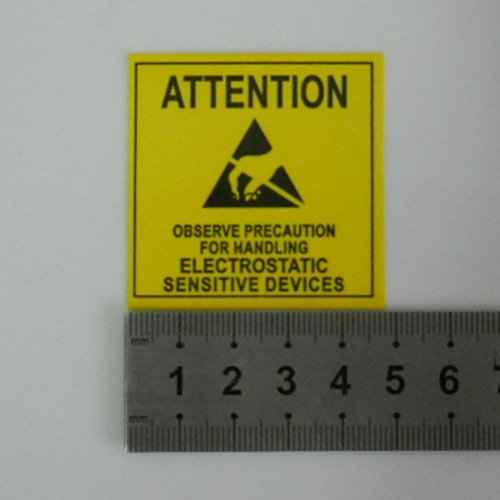 ATTENTION
OBSERVE PRECAUTION
FOR HANDLING
ELECTROSTATIC
SENSITIVE DEVICES
mm
1 2 3 4 5 6 7
mm